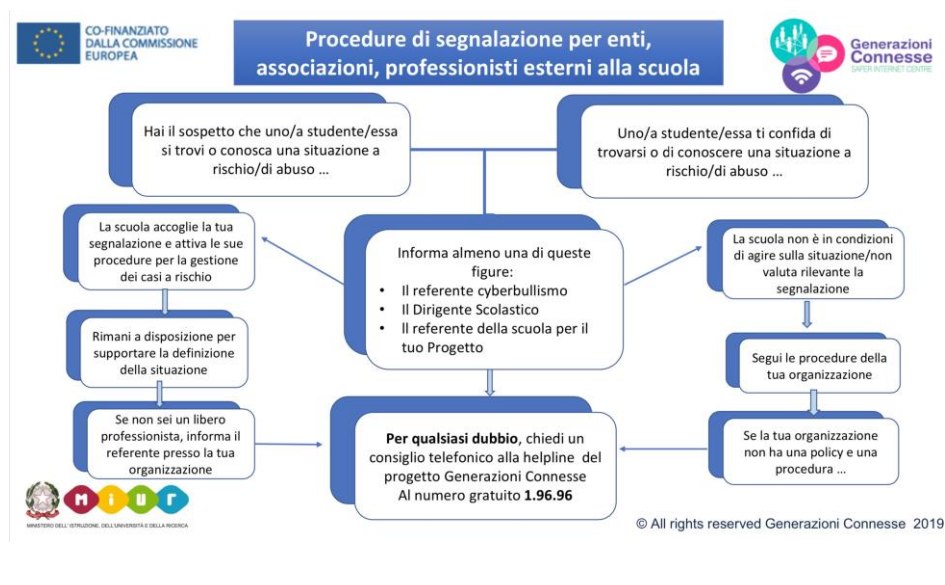 CO-FINANZIATO
DALLA COMMISSIONE
EUROPEA
Procedure di segnalazione per enti,
associazioni, professionisti esterni alla scuola
Generazioni
Connesse
SAFER INTERNET CENTRE
Hai il sospetto che uno/a studente/essa
si trovi o conosca una situazione a
rischio/di abuso …
Uno/a studente/essa ti confida di
trovarsi o di conoscere una situazione a
rischio/di abuso …
La scuola accoglie la tua
segnalazione e attiva le sue
procedure per la gestione
dei casi a rischio
Informa almeno una di queste
figure:
• Il referente cyberbullismo
• Il Dirigente Scolastico
• Il referente della scuola per il
tuo Progetto
La scuola non è in condizioni
di agire sulla situazione/non
valuta rilevante la
segnalazione
Rimani a disposizione per
supportare la definizione
della situazione
Segui le procedure della
tua organizzazione
Se non sei un libero
professionista, informa il
referente presso la tua
organizzazione
Per qualsiasi dubbio, chiedi un
consiglio telefonico alla helpline del
progetto Generazioni Connesse
Al numero gratuito 1.96.96
Se la tua organizzazione
non ha una policy e una
procedura …
miur
MINISTERO DELL' ISTRUZIONE, DELL'UNIVERSITÀ E DELLA RICERCA
© All rights reserved Generazioni Connesse 2019